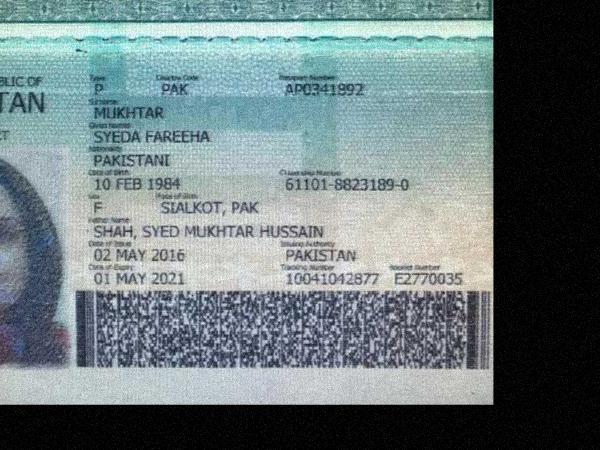 BLIC OF
TAN
ET
Type Country Code Passport Number
P PAK AP0341892
Surname
MUKHTAR
Given Names
SYEDA FAREEHA
Nationality
PAKISTANI
Date of Birth Citizenship Number
10 FEB 1984 61101-8823189-0
Sex Place of Birth
F SIALKOT, PAK
Father Name
SHAH, SYED MUKHTAR HUSSAIN
Date of Issue Issuing Authority
02 MAY 2016 PAKISTAN
Date of Expiry Tracking Number Booklet Number
01 MAY 2021 10041042877 E2770035